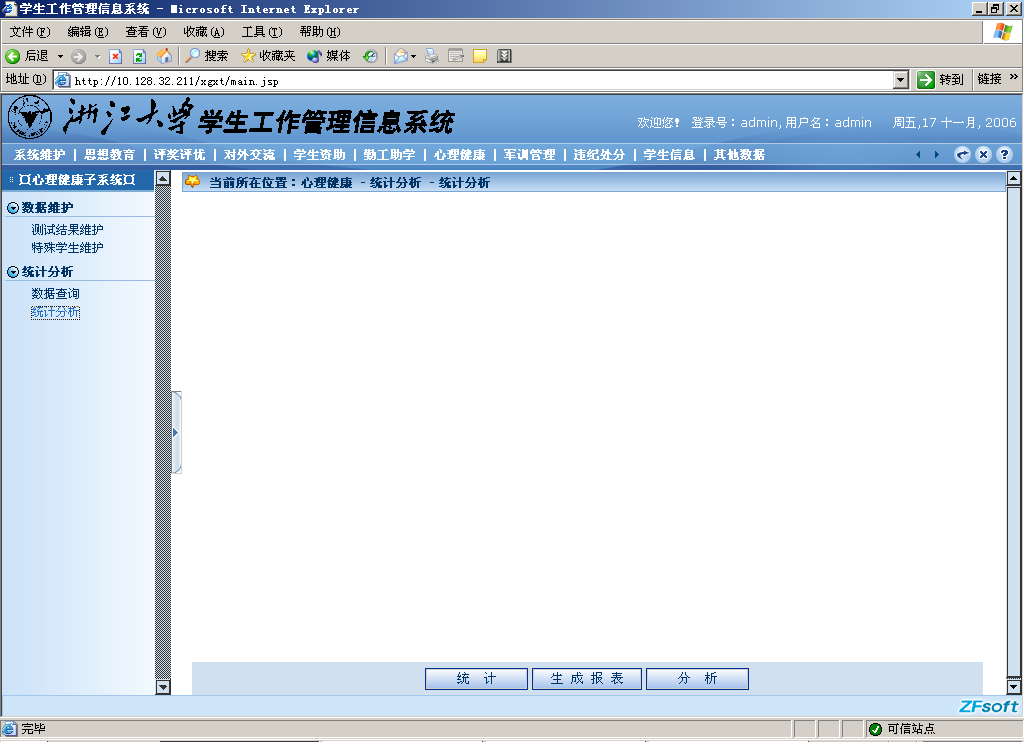 学生工作管理信息系统 - Microsoft Internet Explorer
文件(F) 编辑(E) 查看(V) 收藏(A) 工具(T) 帮助(H)
后退 搜索 收藏夹 媒体
地址(D) http://10.128.32.211/xgxt/main.jsp 转到 链接 »
浙江大学 学生工作管理信息系统
欢迎您! 登录号：admin,用户名：admin 周五,17 十一月, 2006
系统维护 | 思想教育 | 评奖评优 | 对外交流 | 学生资助 | 勤工助学 | 心理健康 | 军训管理 | 违纪处分 | 学生信息 | 其他数据
¤心理健康子系统¤
当前所在位置：心理健康 - 统计分析 - 统计分析
数据维护
测试结果维护
特殊学生维护
统计分析
数据查询
统计分析
统 计 生 成 报 表 分 析
ZFsoft
完毕 可信站点